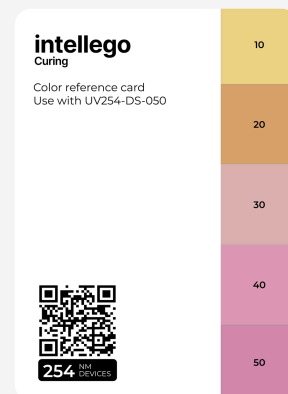 intellego
Curing
Color reference card
Use with UV254-DS-050
10
20
30
40
50
254 NM DEVICES